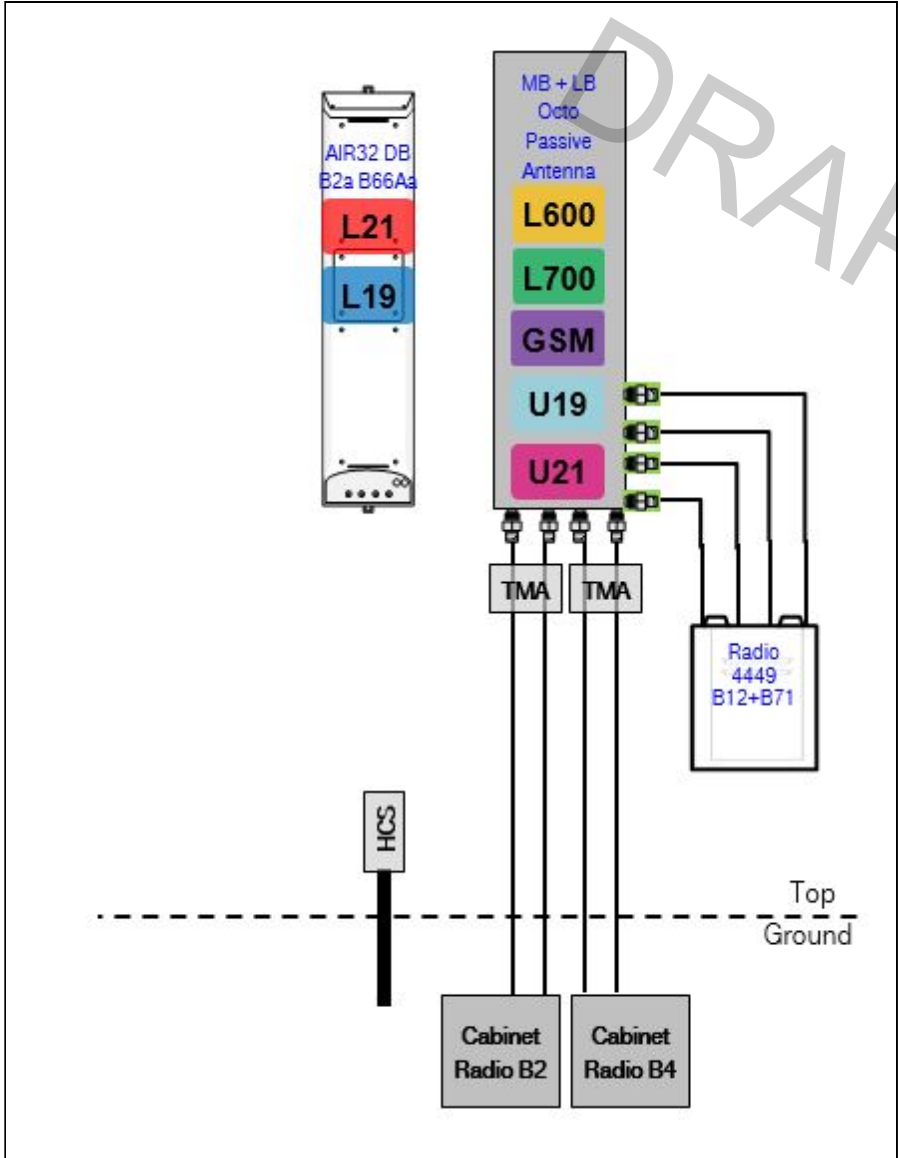 DRAF
MB + LB
Octo
Passive
Antenna
AIR32 DB
B2a B66Aa
L21
L19
L600
L700
GSM
U19
U21
TMA
TMA
Radio
4449
B12+B71
HCS
Top
Ground
Cabinet
Radio B2
Cabinet
Radio B4